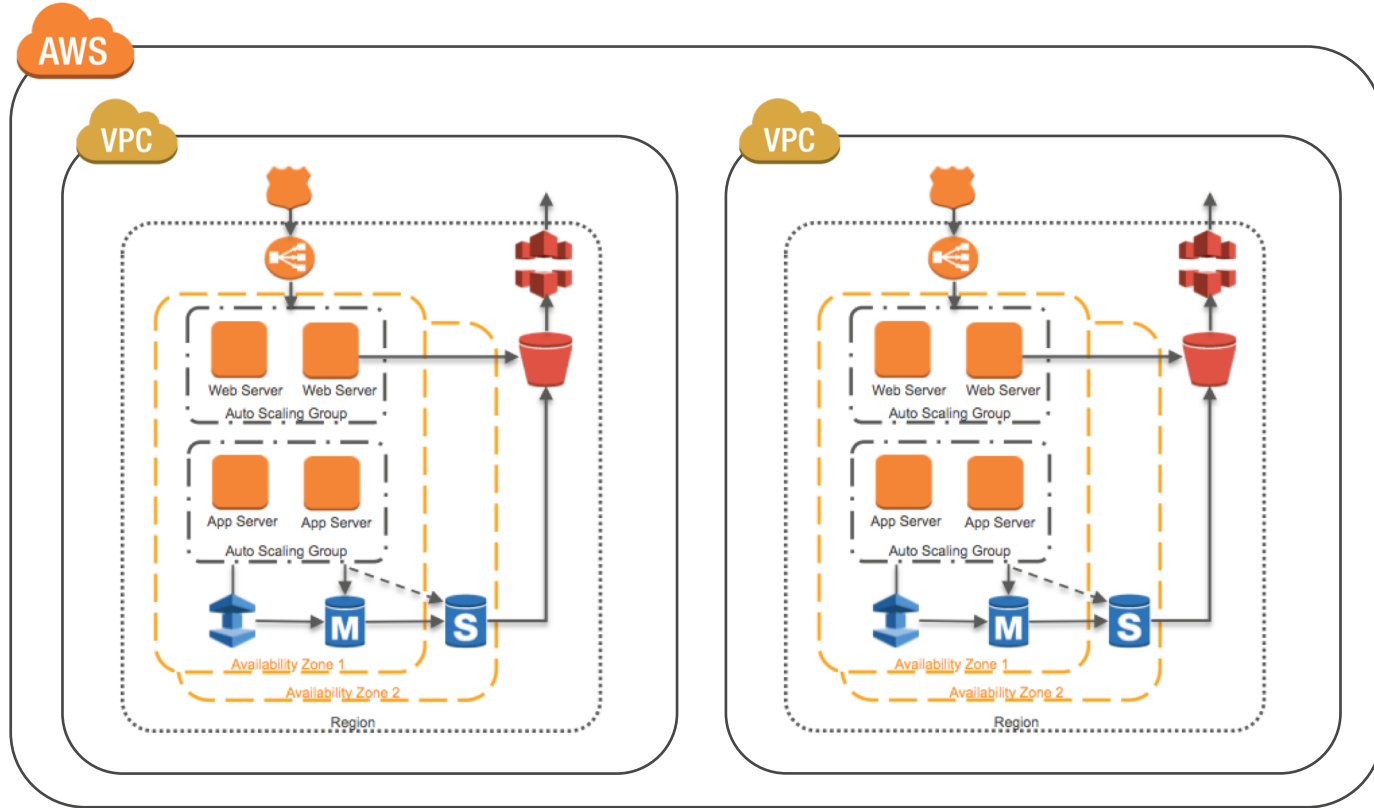 AWS
VPC
Web Server Web Server
Auto Scaling Group
App Server App Server
Auto Scaling Group
M S
Availability Zone 1
Availability Zone 2
Region
VPC
Web Server Web Server
Auto Scaling Group
App Server App Server
Auto Scaling Group
M S
Availability Zone 1
Availability Zone 2
Region